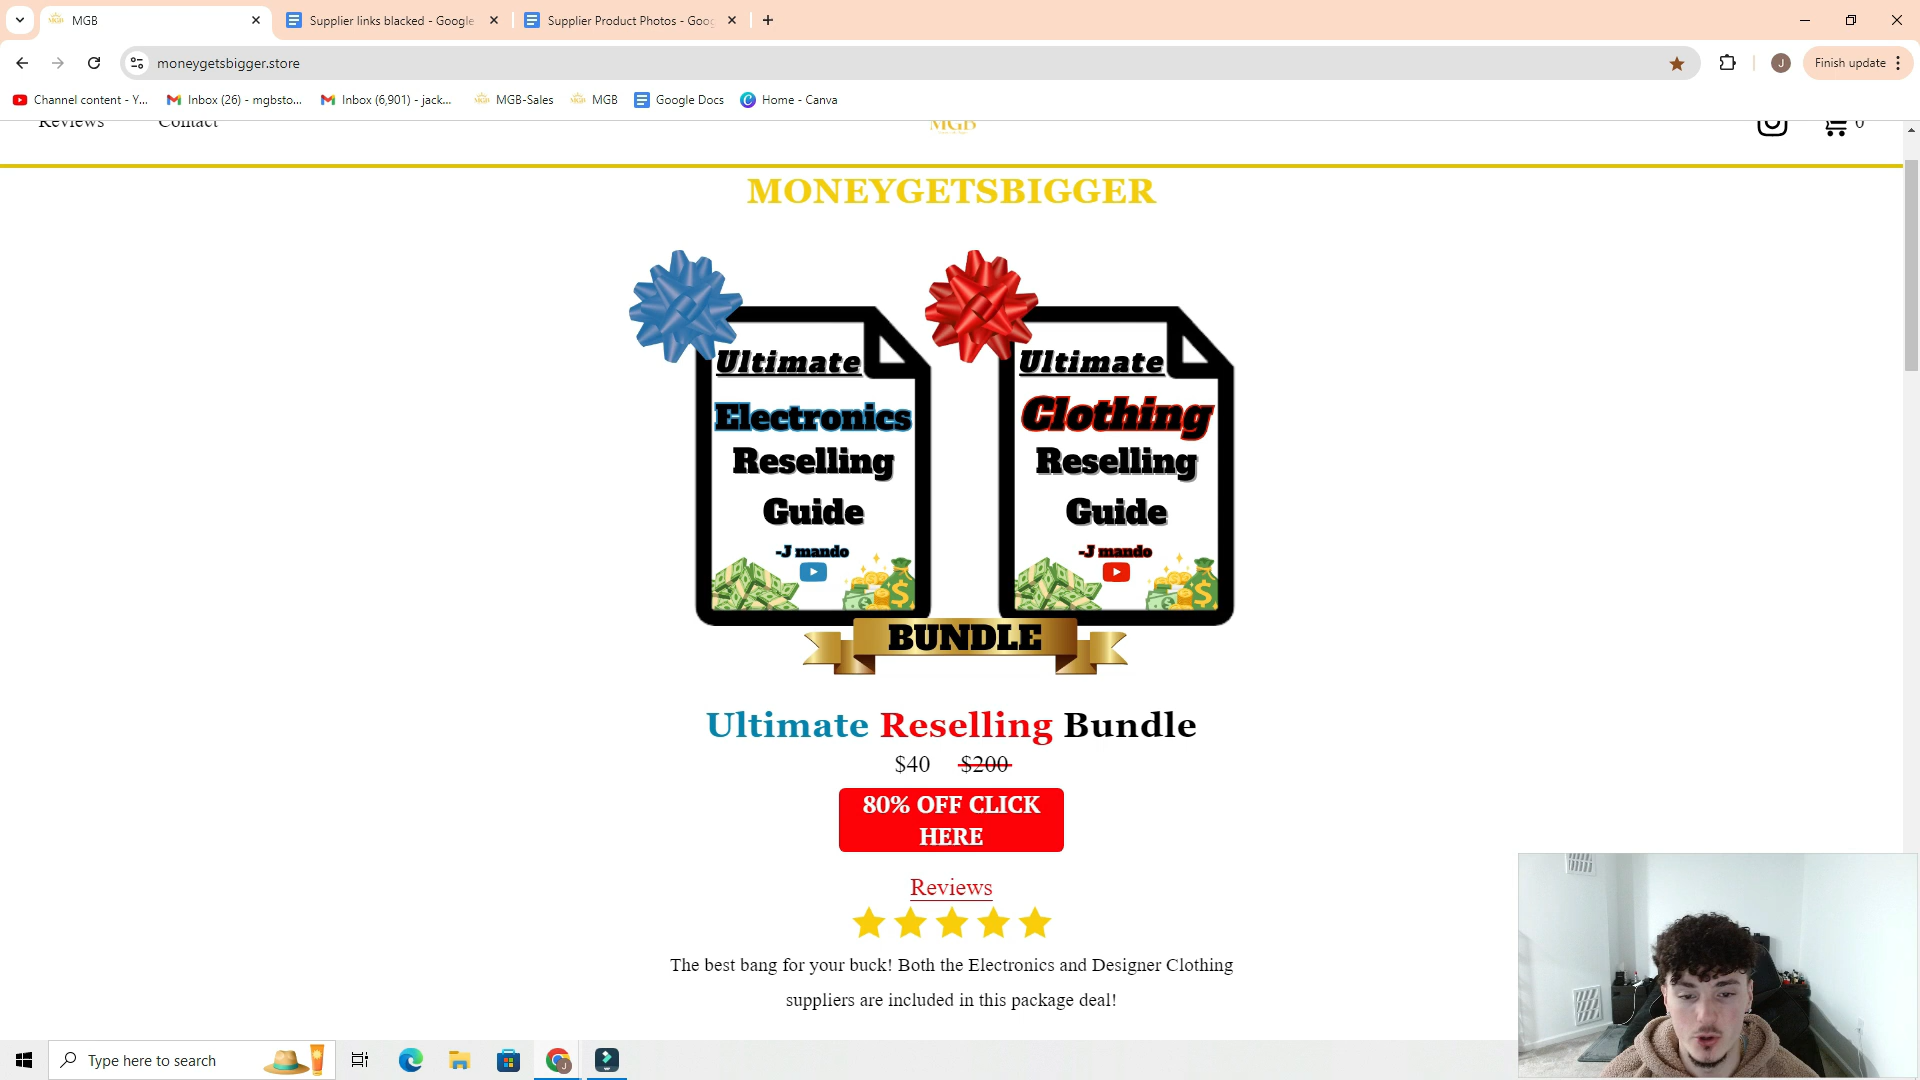 MGB
Supplier links blacked - Google
Supplier Product Photos - Goog
moneygetsbigger.store
J
Finish update
Channel content - Y...
Inbox (26) - mgbsto...
Inbox (6,901) - jack...
MGB-Sales
MGB
Google Docs
Home - Canva
Reviews
Contact
MGB
0
MONEYGETSBIGGER
Ultimate
Electronics
Reselling
Guide
-J mando
Ultimate
Clothing
Reselling
Guide
-J mando
BUNDLE
Ultimate Reselling Bundle
$40 $200
80% OFF CLICK
HERE
Reviews
The best bang for your buck! Both the Electronics and Designer Clothing
suppliers are included in this package deal!
Type here to search